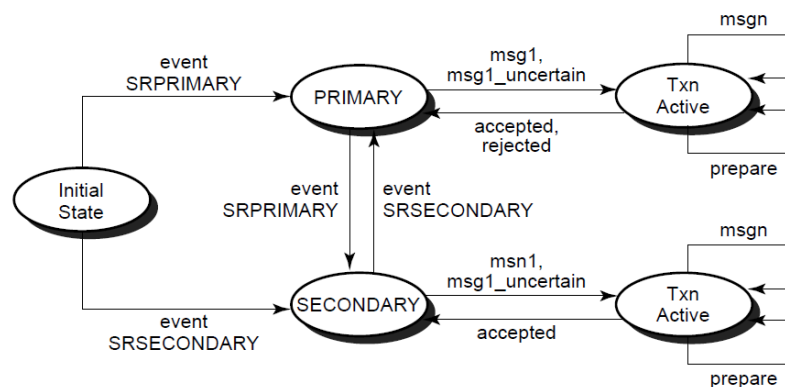 msgn
event
SRPRIMARY
msg1,
msg1_uncertain
PRIMARY
Txn
Active
accepted,
rejected
prepare
Initial
State
event
SRPRIMARY
event
SRSECONDARY
msgn
msn1,
msg1_uncertain
SECONDARY
Txn
Active
accepted
event
SRSECONDARY
prepare